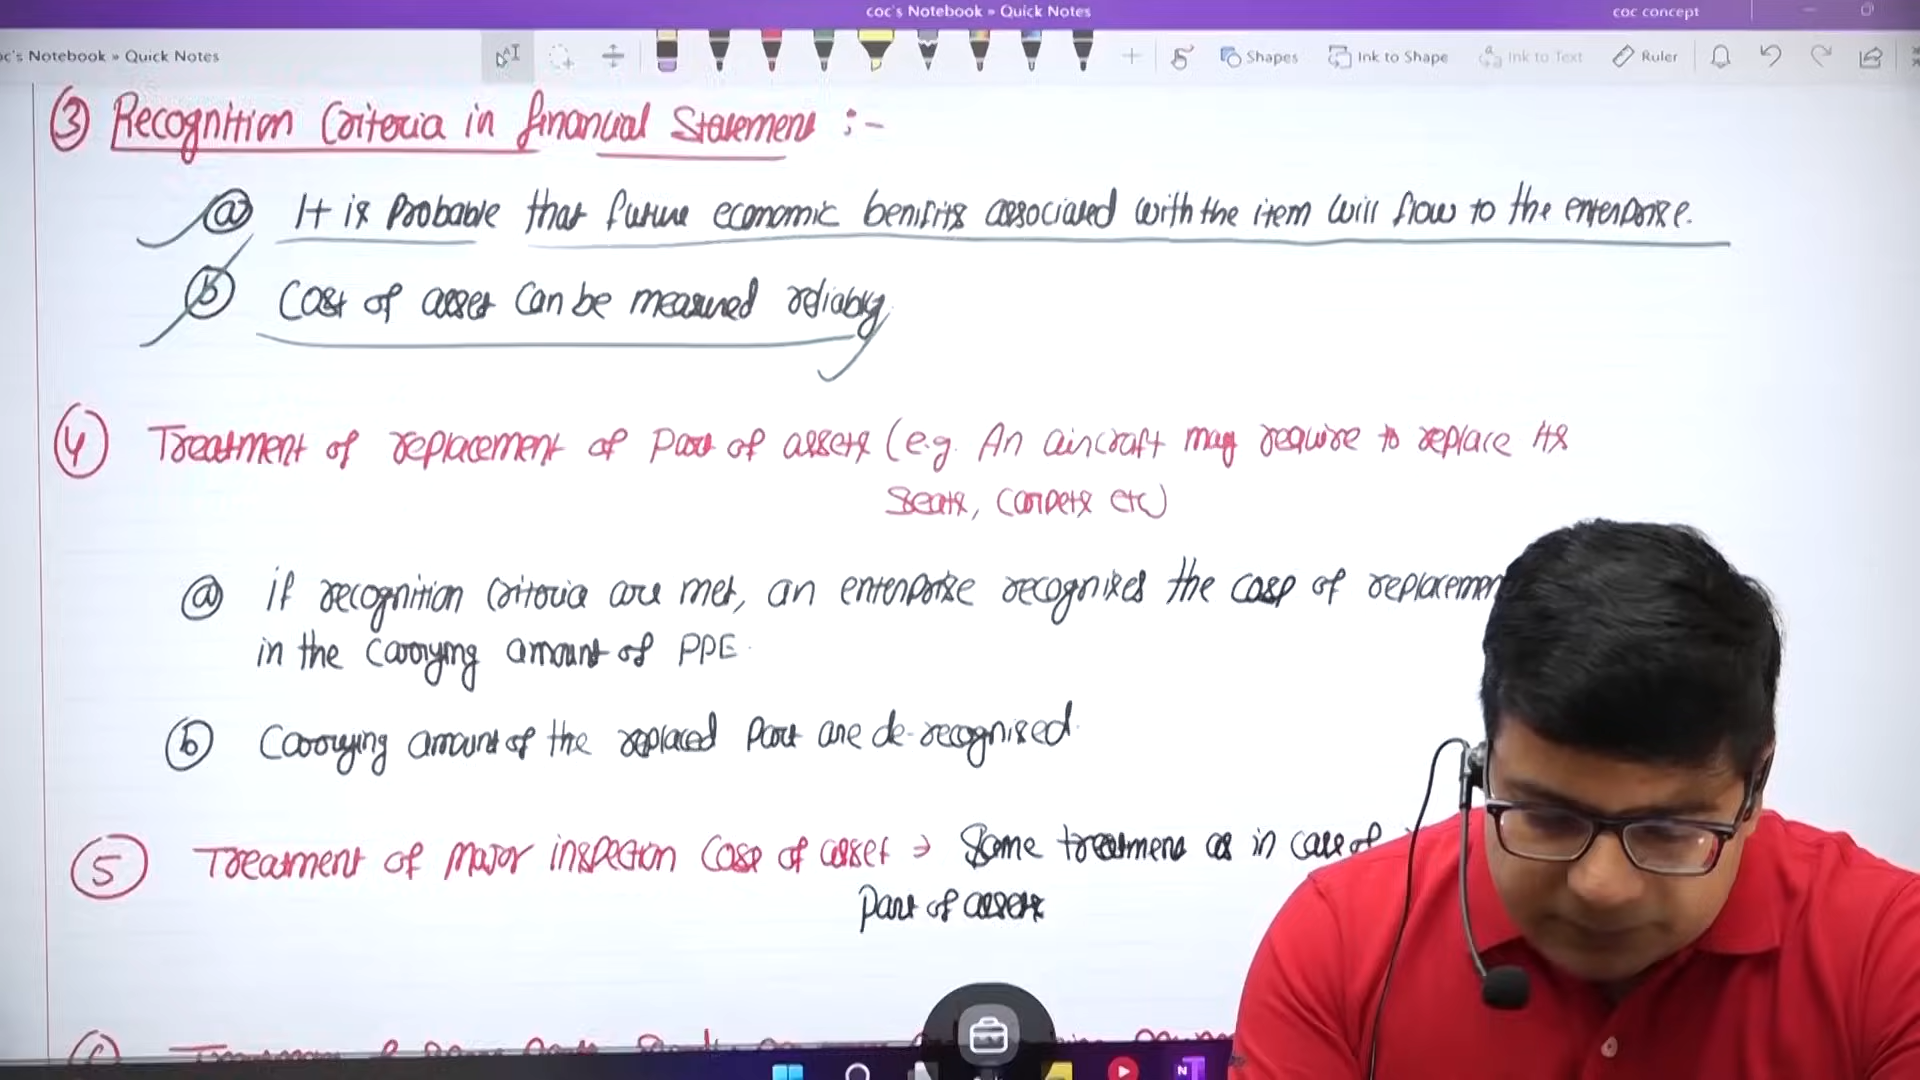 coc's Notebook » Quick Notes
coc concept
oc's Notebook » Quick Notes
Shapes
Ink to Shape
Ink to Text
Ruler
③ Recognition Criteria in financial Statement :-
ⓐ It is Probable that future economic benifits associated with the item will flow to the enterprise.
ⓑ Cost of asset Can be measured reliably
④ Treatment of replacement of Part of assets (e.g. An aircraft may require to replace its
Seats, Carpets etc)
ⓐ if recognition Criteria are met, an enterprise recognises the cost of replacemen
in the Carrying amount of PPE.
ⓑ Carrying amount of the replaced Part are de-recognised.
⑤ Treatment of Major inspection Cost of asset → Same treatment as in case of
Part of assets